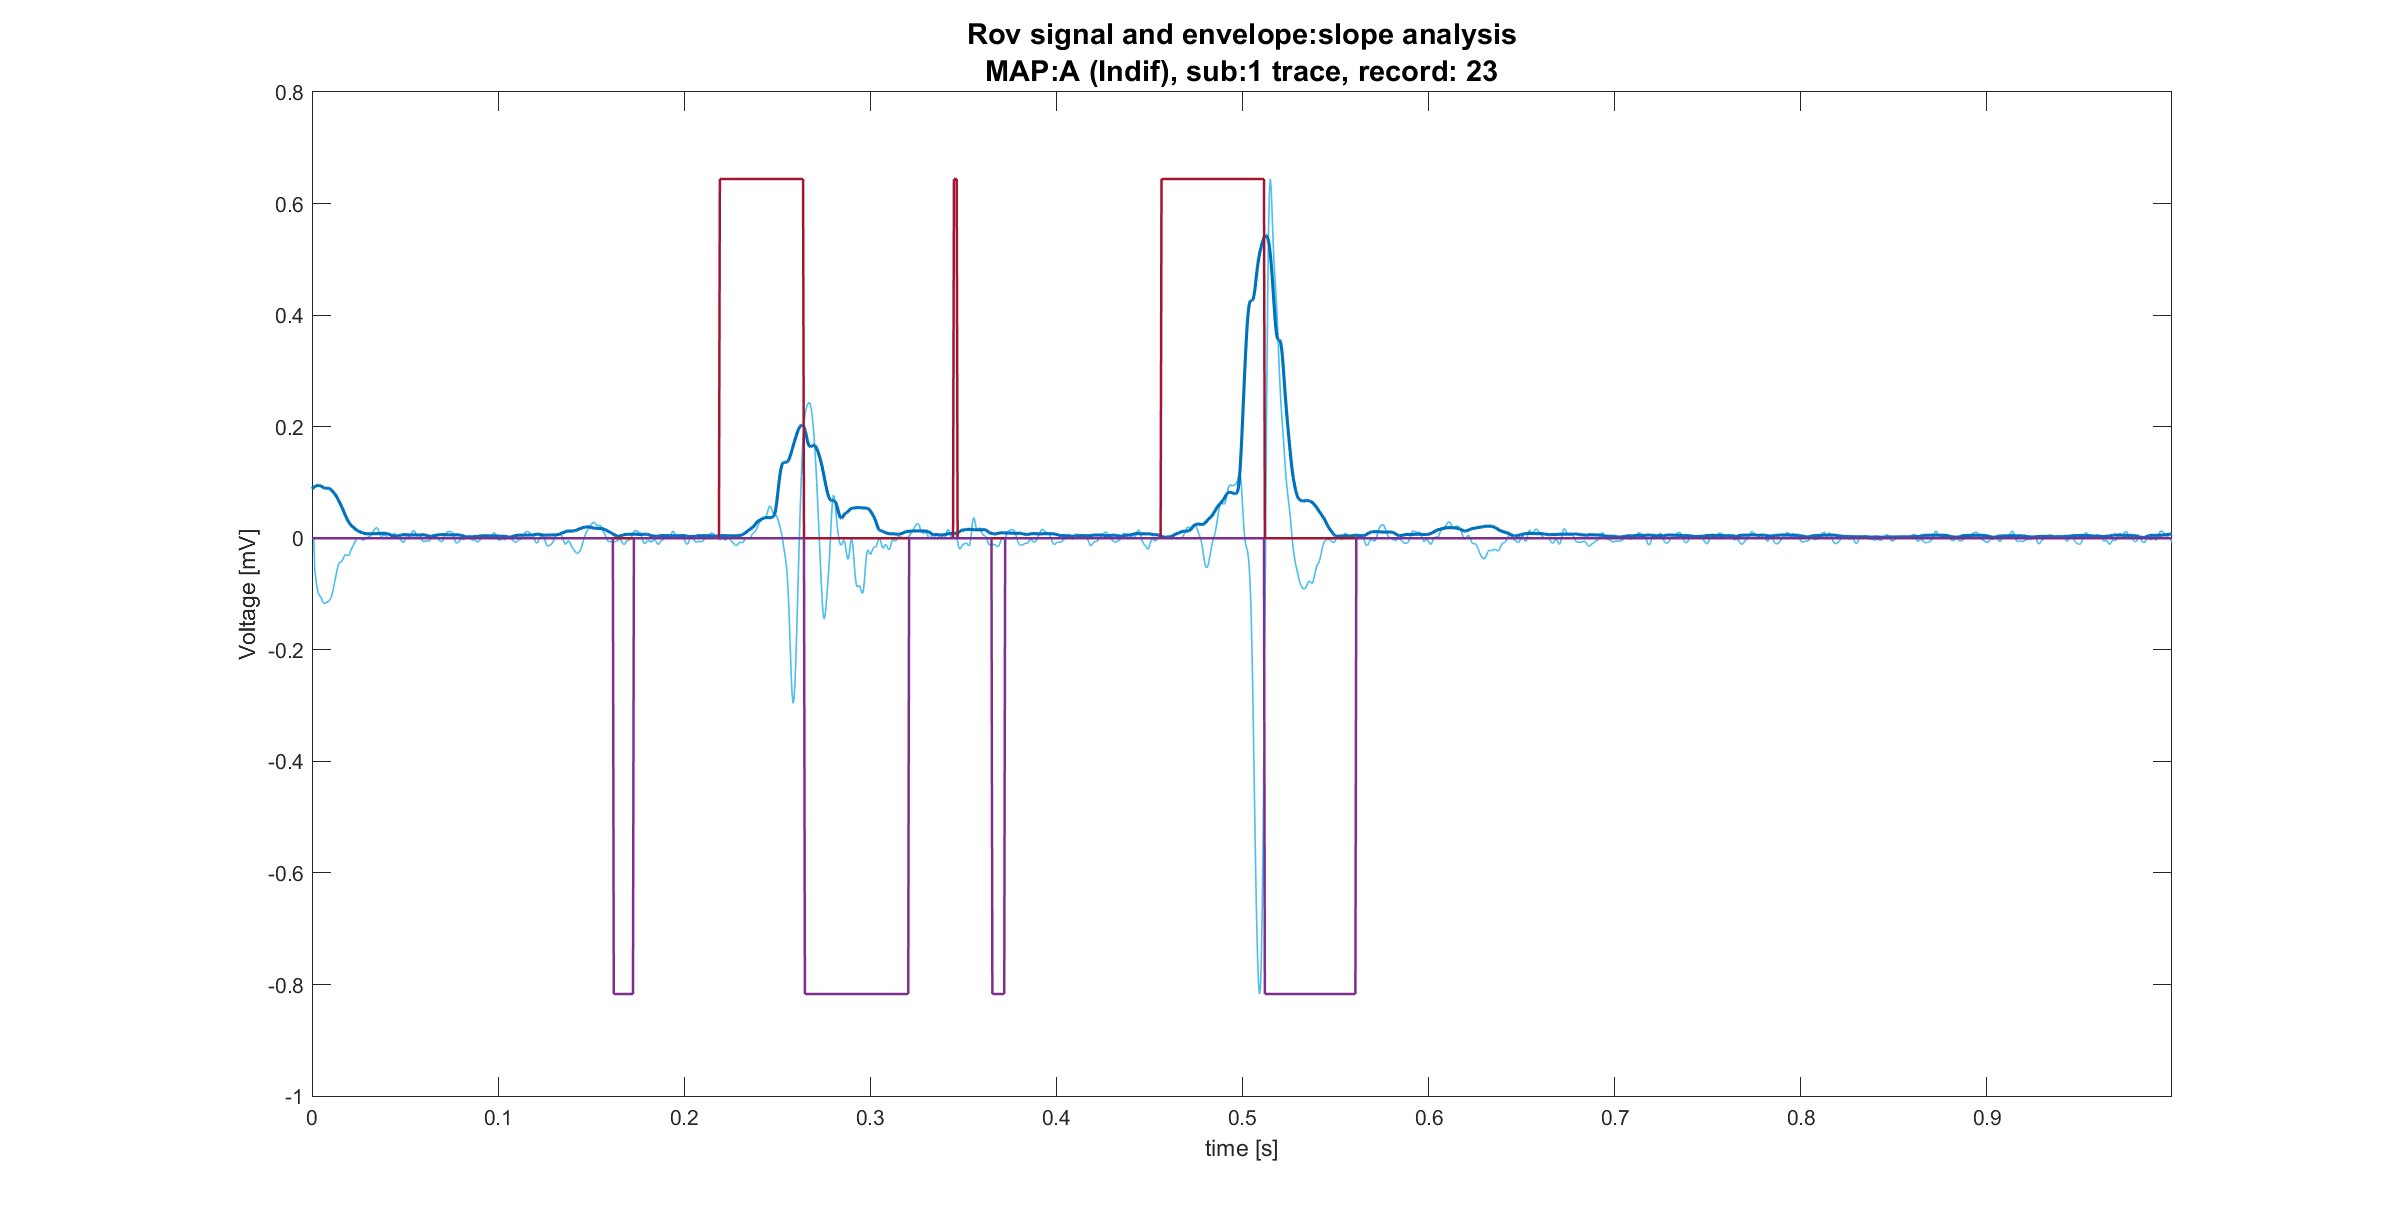 Rov signal and envelope:slope analysis
MAP:A (Indif), sub:1 trace, record: 23
0.8
0.6
0.4
0.2
0
-0.2
-0.4
-0.6
-0.8
-1
Voltage [mV]
0 0.1 0.2 0.3 0.4 0.5 0.6 0.7 0.8 0.9
time [s]